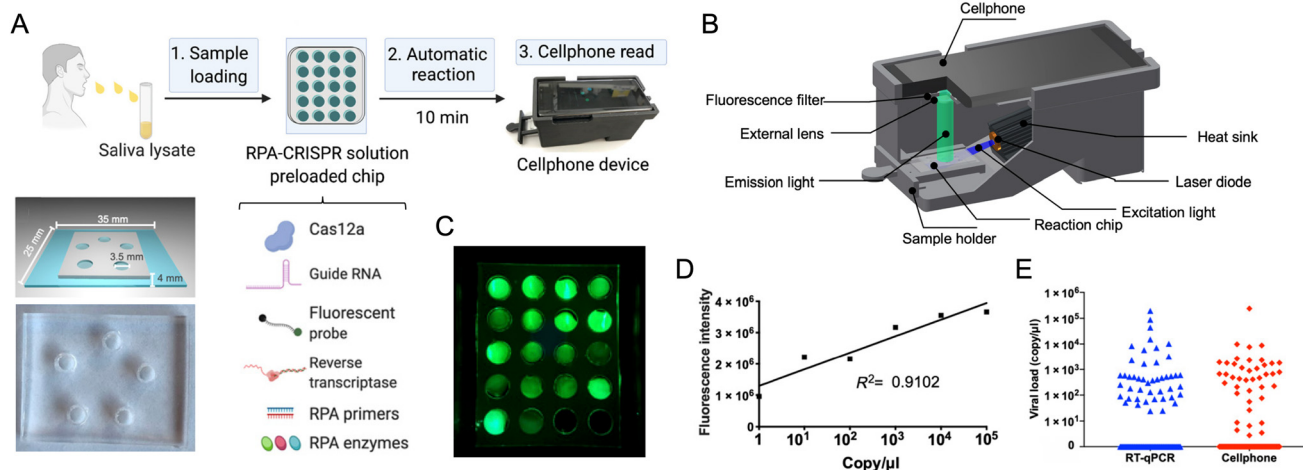 A
1. Sample
loading
2. Automatic
reaction
10 min
3. Cellphone read
Saliva lysate
RPA-CRISPR solution
preloaded chip
Cellphone device
35 mm
25 mm
3.5 mm
4 mm
Cas12a
Guide RNA
Fluorescent
probe
Reverse
transcriptase
RPA primers
RPA enzymes
B
Cellphone
Fluorescence filter
External lens
Emission light
Sample holder
Heat sink
Laser diode
Excitation light
Reaction chip
C
D
Fluorescence intensity
4 × 10⁶
3 × 10⁶
2 × 10⁶
1 × 10⁶
0
R²= 0.9102
1 10¹ 10² 10³ 10⁴ 10⁵
Copy/µl
E
Viral load (copy/µl)
1 × 10⁶
1 × 10⁵
1 × 10⁴
1 × 10³
1 × 10²
1 × 10¹
0
RT-qPCR Cellphone